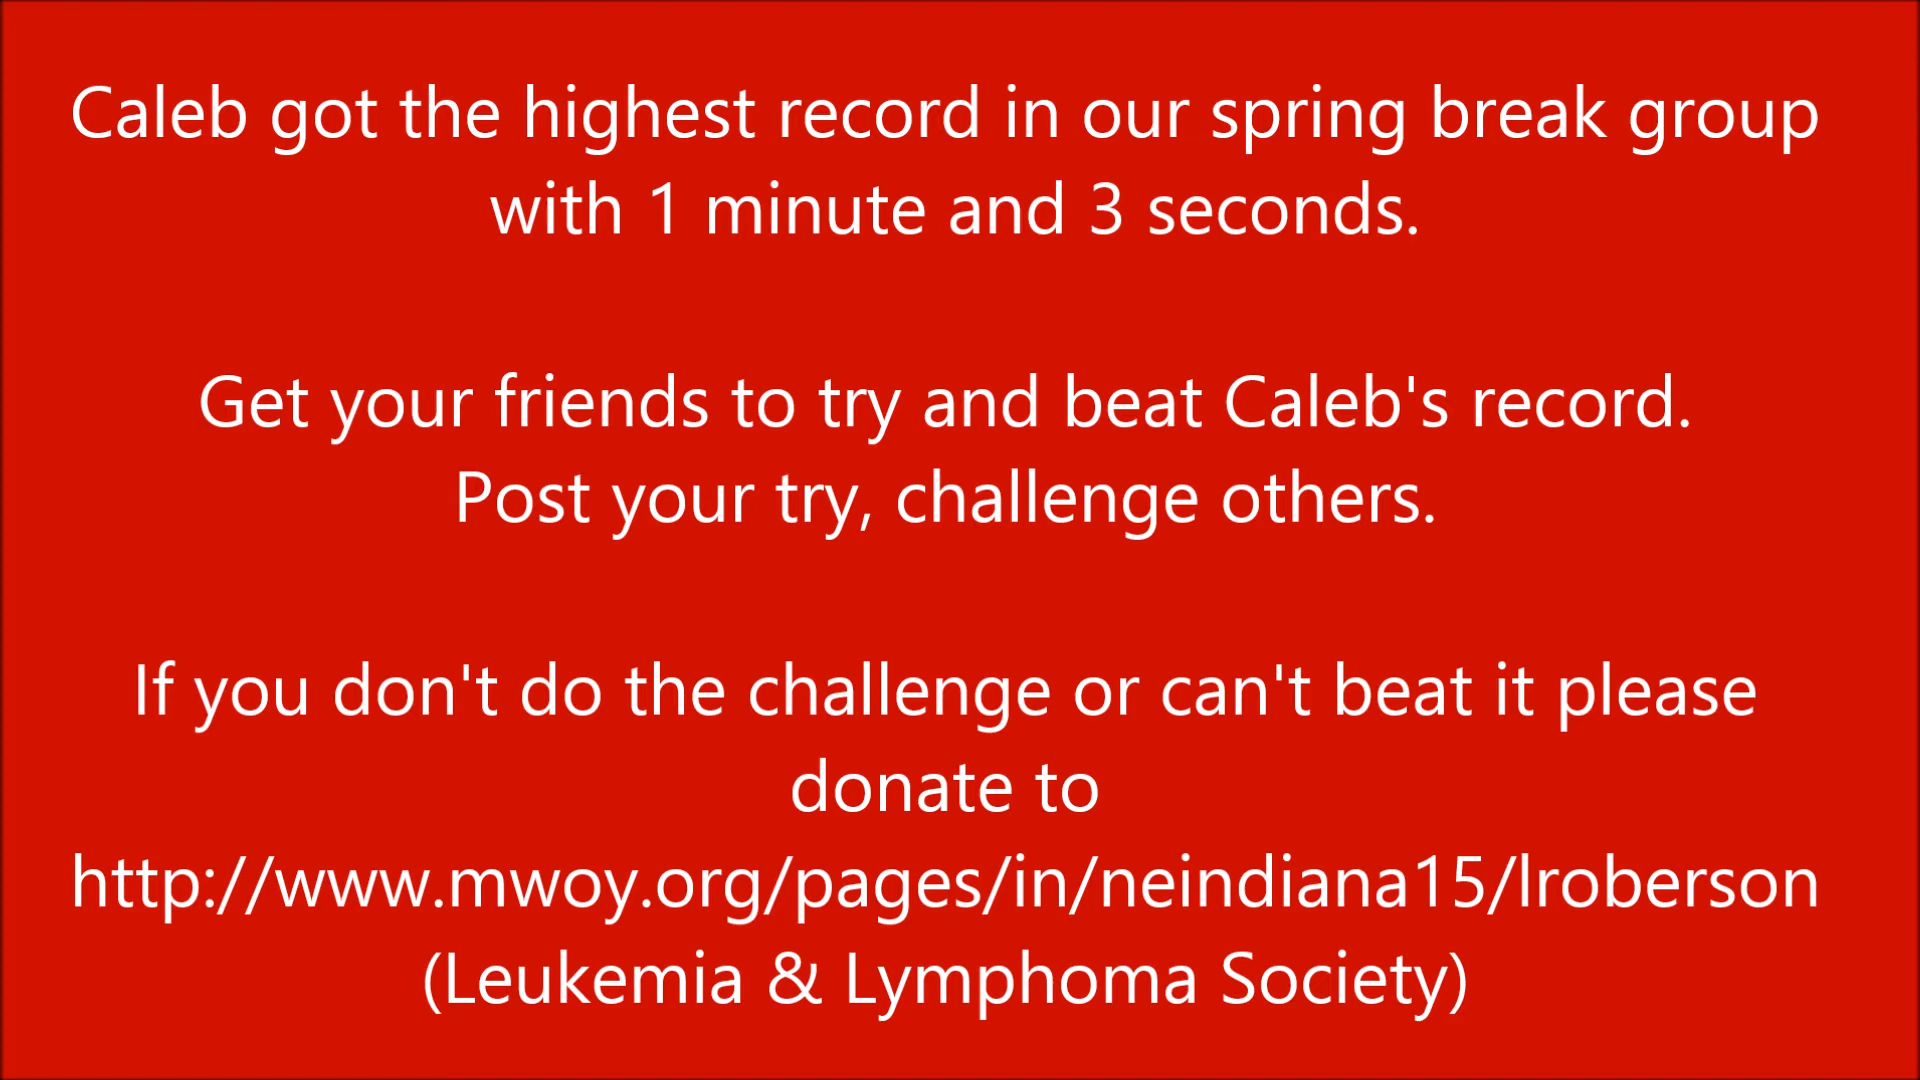 Caleb got the highest record in our spring break group
with 1 minute and 3 seconds.
Get your friends to try and beat Caleb's record.
Post your try, challenge others.
If you don't do the challenge or can't beat it please
donate to
http://www.mwoy.org/pages/in/neindiana15/lroberson
(Leukemia & Lymphoma Society)